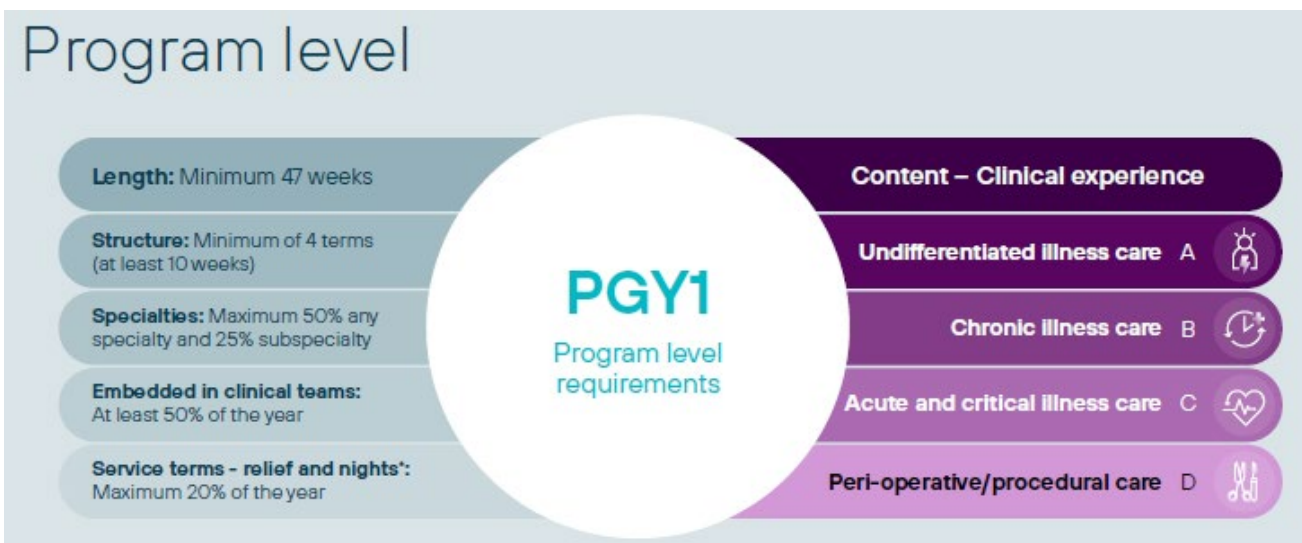 Program level
Length: Minimum 47 weeks
Structure: Minimum of 4 terms
(at least 10 weeks)
Specialties: Maximum 50% any
specialty and 25% subspecialty
Embedded in clinical teams:
At least 50% of the year
Service terms - relief and nights*:
Maximum 20% of the year
PGY1
Program level
requirements
Content – Clinical experience
Undifferentiated illness care A
Chronic illness care B
Acute and critical illness care C
Peri-operative/procedural care D